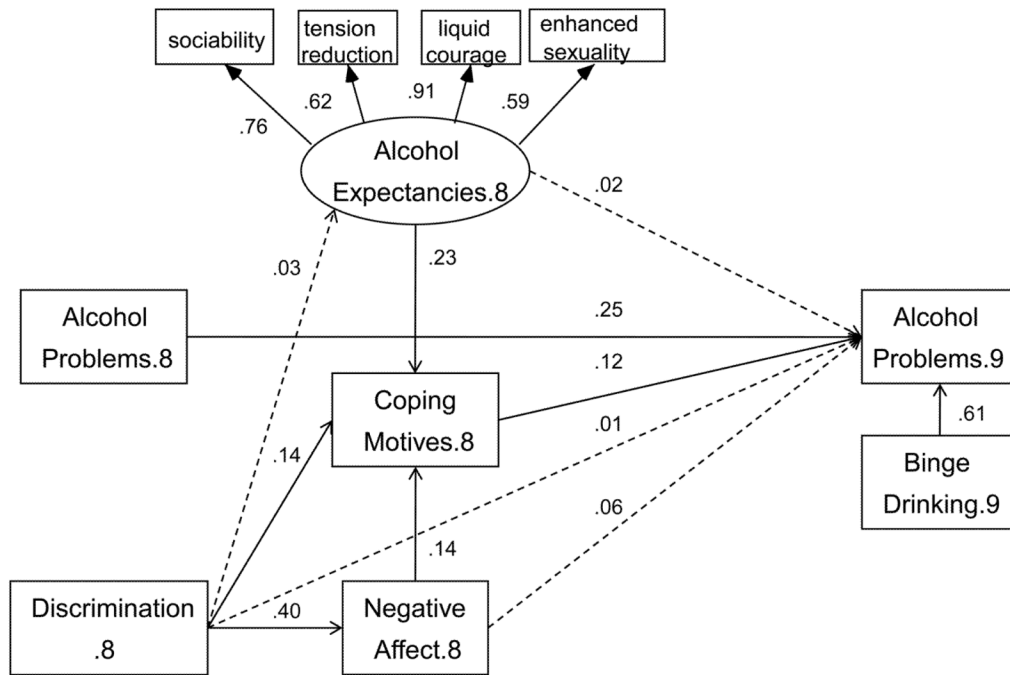 sociability
tension
reduction
liquid
courage
enhanced
sexuality
.76
.62
.91
.59
Alcohol
Expectancies.8
.02
.03
.23
Alcohol
Problems.8
.25
Alcohol
Problems.9
.12
Coping
Motives.8
.01
.61
.14
Binge
Drinking.9
.06
.14
Discrimination
.8
.40
Negative
Affect.8